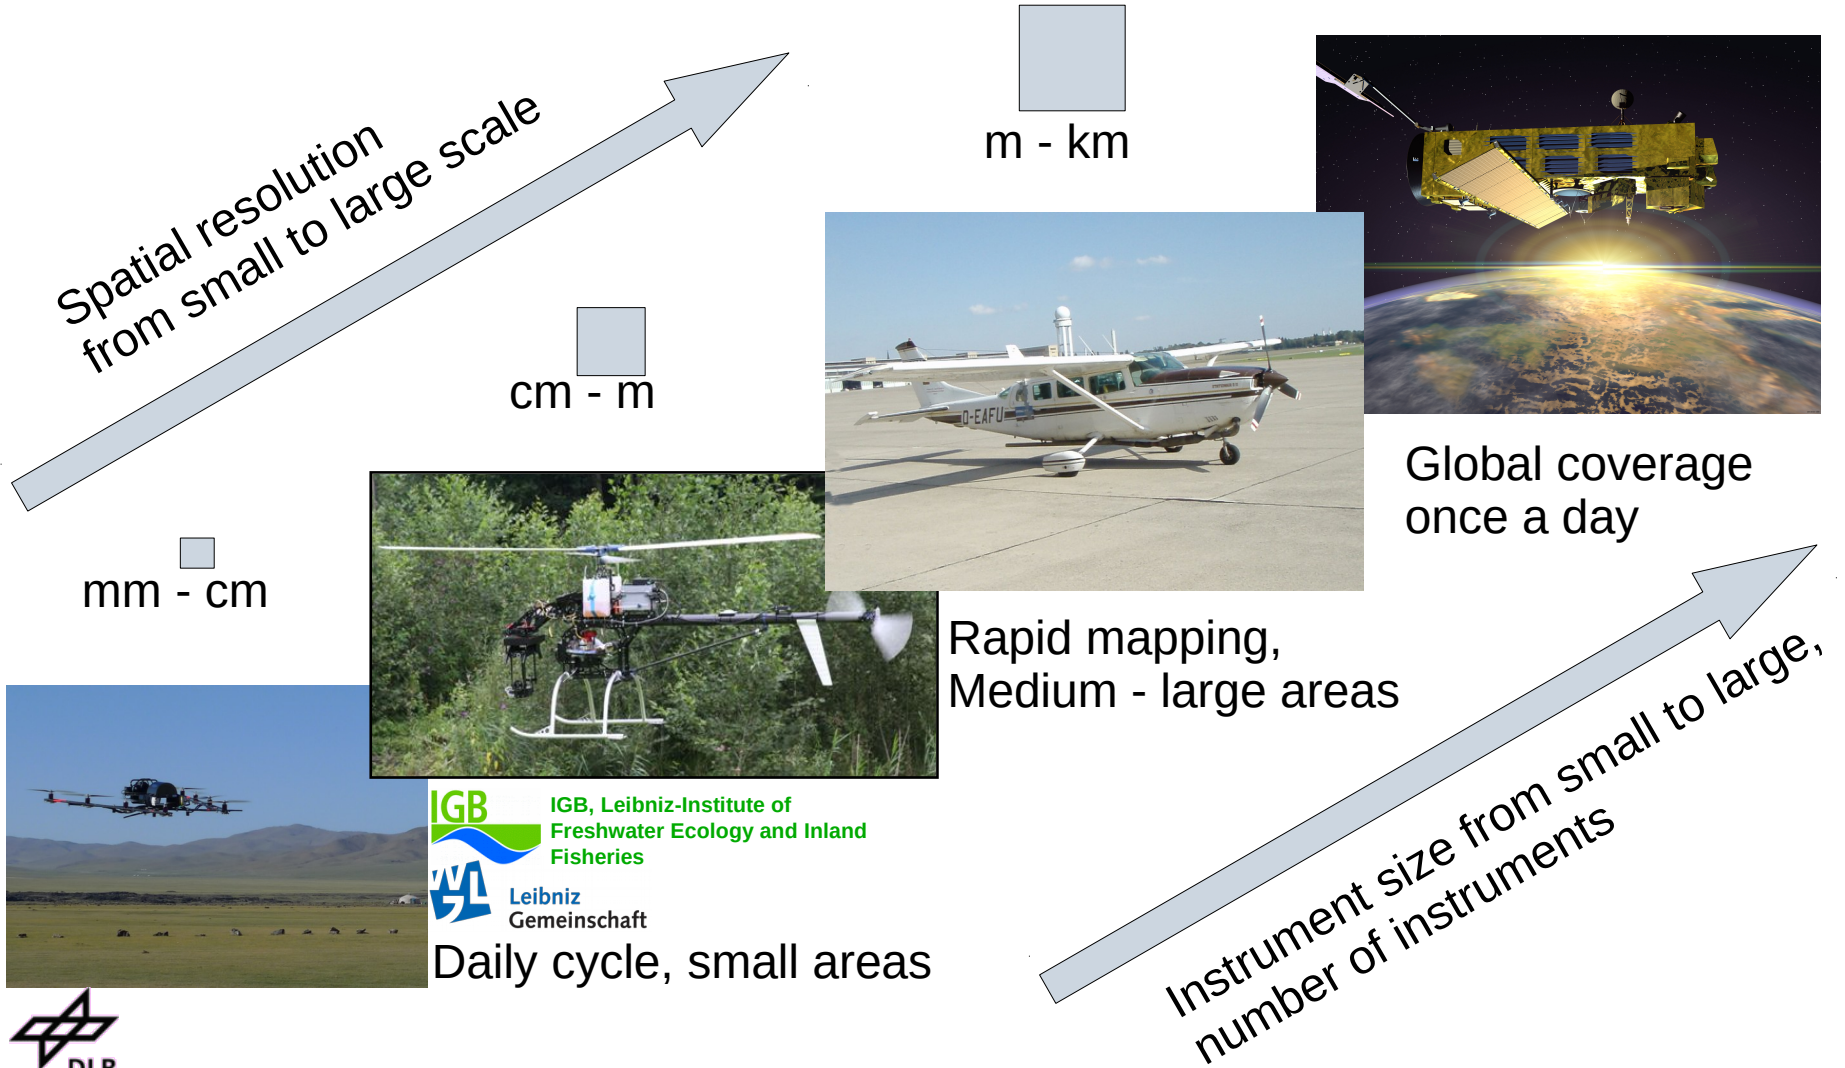 Spatial resolution
from small to large scale
m - km
cm - m
mm - cm
D-EAFU
Global coverage
once a day
Rapid mapping,
Medium - large areas
IGB
IGB, Leibniz-Institute of
Freshwater Ecology and Inland
Fisheries
Leibniz
Gemeinschaft
Daily cycle, small areas
Instrument size from small to large,
number of instruments
DLR